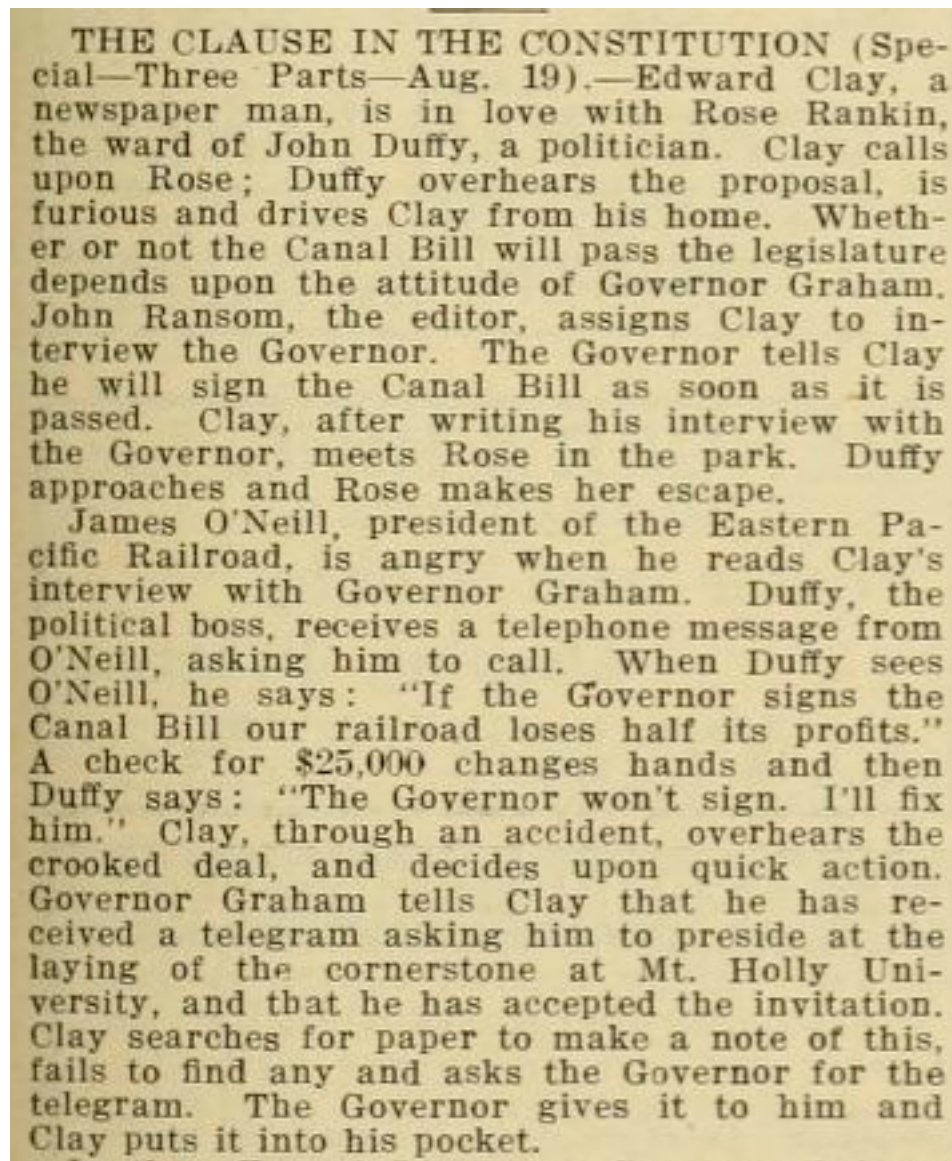 THE CLAUSE IN THE CONSTITUTION (Spe-
cial—Three Parts—Aug. 19).—Edward Clay, a
newspaper man, is in love with Rose Rankin,
the ward of John Duffy, a politician. Clay calls
upon Rose; Duffy overhears the proposal, is
furious and drives Clay from his home. Wheth-
er or not the Canal Bill will pass the legislature
depends upon the attitude of Governor Graham.
John Ransom, the editor, assigns Clay to in-
terview the Governor. The Governor tells Clay
he will sign the Canal Bill as soon as it is
passed. Clay, after writing his interview with
the Governor, meets Rose in the park. Duffy
approaches and Rose makes her escape.
James O'Neill, president of the Eastern Pa-
cific Railroad, is angry when he reads Clay's
interview with Governor Graham. Duffy, the
political boss, receives a telephone message from
O'Neill, asking him to call. When Duffy sees
O'Neill, he says: "If the Governor signs the
Canal Bill our railroad loses half its profits."
A check for $25,000 changes hands and then
Duffy says: "The Governor won't sign. I'll fix
him." Clay, through an accident, overhears the
crooked deal, and decides upon quick action.
Governor Graham tells Clay that he has re-
ceived a telegram asking him to preside at the
laying of the cornerstone at Mt. Holly Uni-
versity, and that he has accepted the invitation.
Clay searches for paper to make a note of this,
fails to find any and asks the Governor for the
telegram. The Governor gives it to him and
Clay puts it into his pocket.